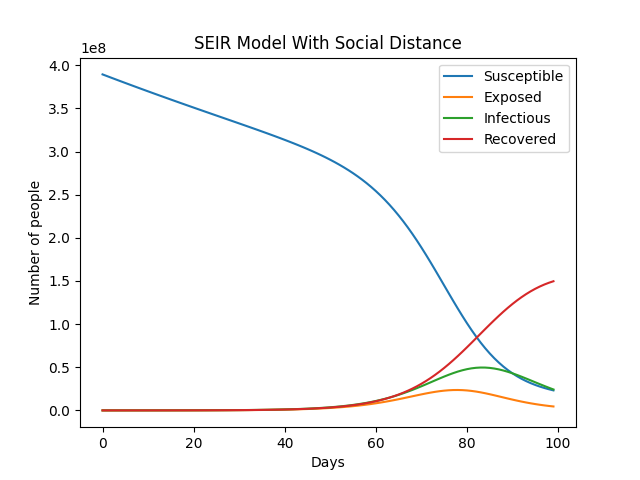 SEIR Model With Social Distance
1e8
4.0
3.5
3.0
2.5
2.0
1.5
1.0
0.5
0.0
Number of people
Susceptible
Exposed
Infectious
Recovered
0 20 40 60 80 100
Days